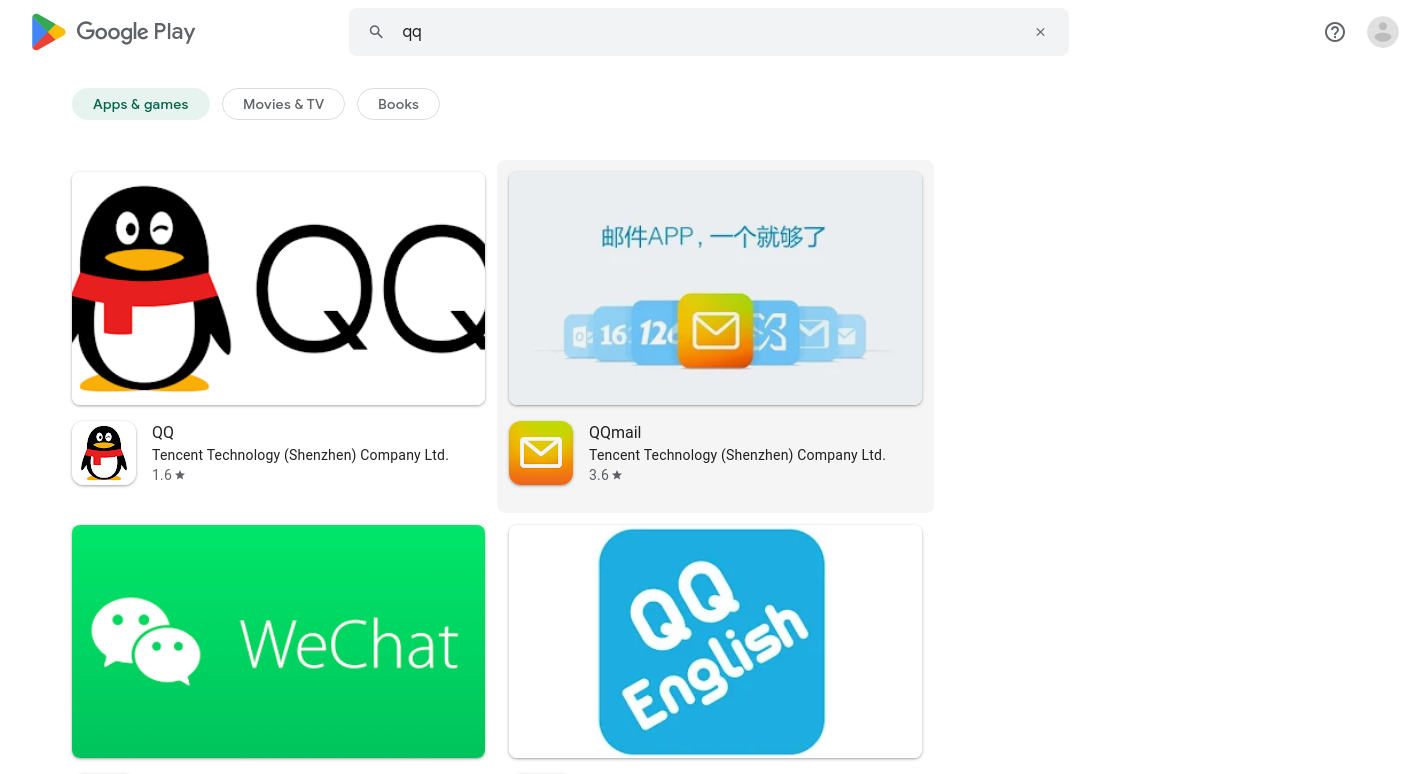 Google Play
qq
Apps & games
Movies & TV
Books
QQ
邮件APP，一个就够了
16
126
QQ
Tencent Technology (Shenzhen) Company Ltd.
1.6
QQmail
Tencent Technology (Shenzhen) Company Ltd.
3.6
WeChat
QQ
English